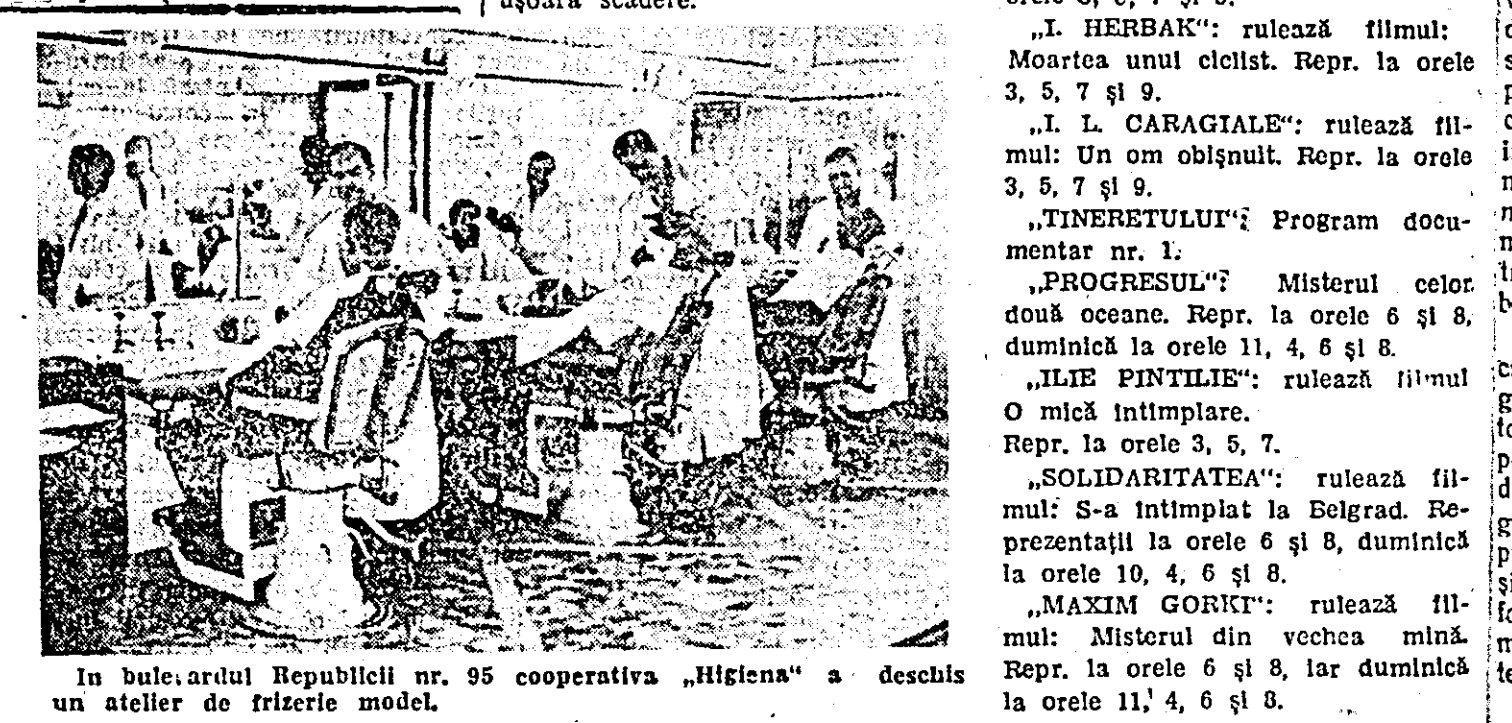 ușoară scădere.
In bulevardul Republicii nr. 95 cooperativa „Higiena“ a deschis
un atelier de frizerie model.
„I. HERBAK“: rulează filmul:
Moartea unui ciclist. Repr. la orele
3, 5, 7 și 9.
„I. L. CARAGIALE“: rulează fil-
mul: Un om obișnuit. Repr. la orele
3, 5, 7 și 9.
„TINERETULUI“: Program docu-
mentar nr. 1.
„PROGRESUL“: Misterul celor
două oceane. Repr. la orele 6 și 8,
duminică la orele 11, 4, 6 și 8.
„ILIE PINTILIE“: rulează filmul
O mică intimplare.
Repr. la orele 3, 5, 7.
„SOLIDARITATEA“: rulează fil-
mul: S-a intimplat la Belgrad. Re-
prezentații la orele 6 și 8, duminică
la orele 10, 4, 6 și 8.
„MAXIM GORKI“: rulează fil-
mul: Misterul din vechea mină.
Repr. la orele 6 și 8, iar duminică
la orele 11, 4, 6 și 8.